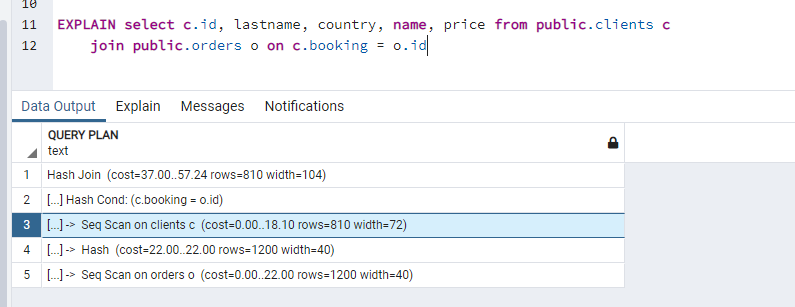 10
11 EXPLAIN select c.id, lastname, country, name, price from public.clients c
12 join public.orders o on c.booking = o.id
Data Output Explain Messages Notifications
QUERY PLAN
text
1 Hash Join (cost=37.00..57.24 rows=810 width=104)
2 [...] Hash Cond: (c.booking = o.id)
3 [...] -> Seq Scan on clients c (cost=0.00..18.10 rows=810 width=72)
4 [...] -> Hash (cost=22.00..22.00 rows=1200 width=40)
5 [...] -> Seq Scan on orders o (cost=0.00..22.00 rows=1200 width=40)